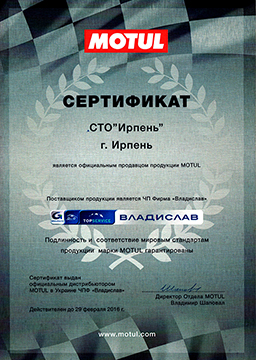 MOTUL
СЕРТИФИКАТ
СТО"Ирпень"
г. Ирпень
является официальным продавцом продукции MOTUL
Поставщиком продукции является ЧП Фирма «Владислав».
TOPSERVICE ВЛАДИСЛАВ
Подлинность и соответствие мировым стандартам
продукции марки MOTUL гарантированы
Сертификат выдан
официальным дистрибьютором
MOTUL в Украине ЧПФ «Владислав»
Директор Отдела MOTUL
Владимир Шаповал
Действителен до 29 февраля 2016 г.
www.motul.com